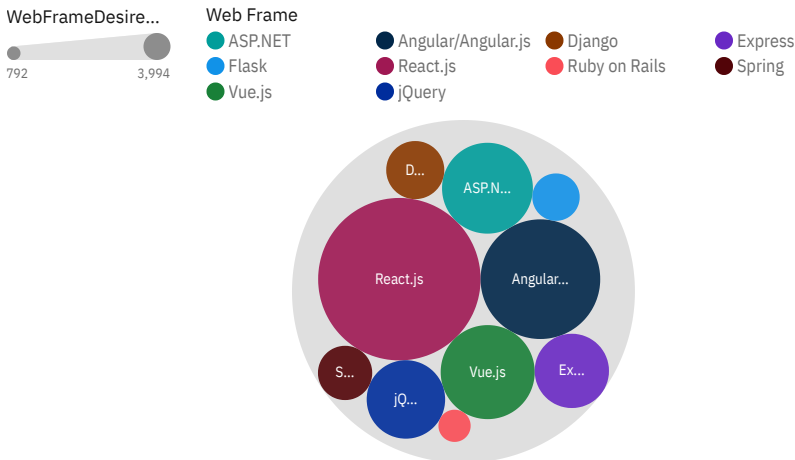 WebFrameDesire...
792 3,994
Web Frame
ASP.NET Angular/Angular.js Django Express
Flask React.js Ruby on Rails Spring
Vue.js jQuery
D...
ASP.N...
React.js Angular...
S... Vue.js Ex...
jQ...